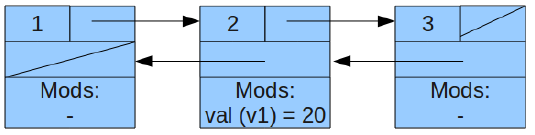 1 2 3
Mods: Mods: Mods:
- val (v1) = 20 -